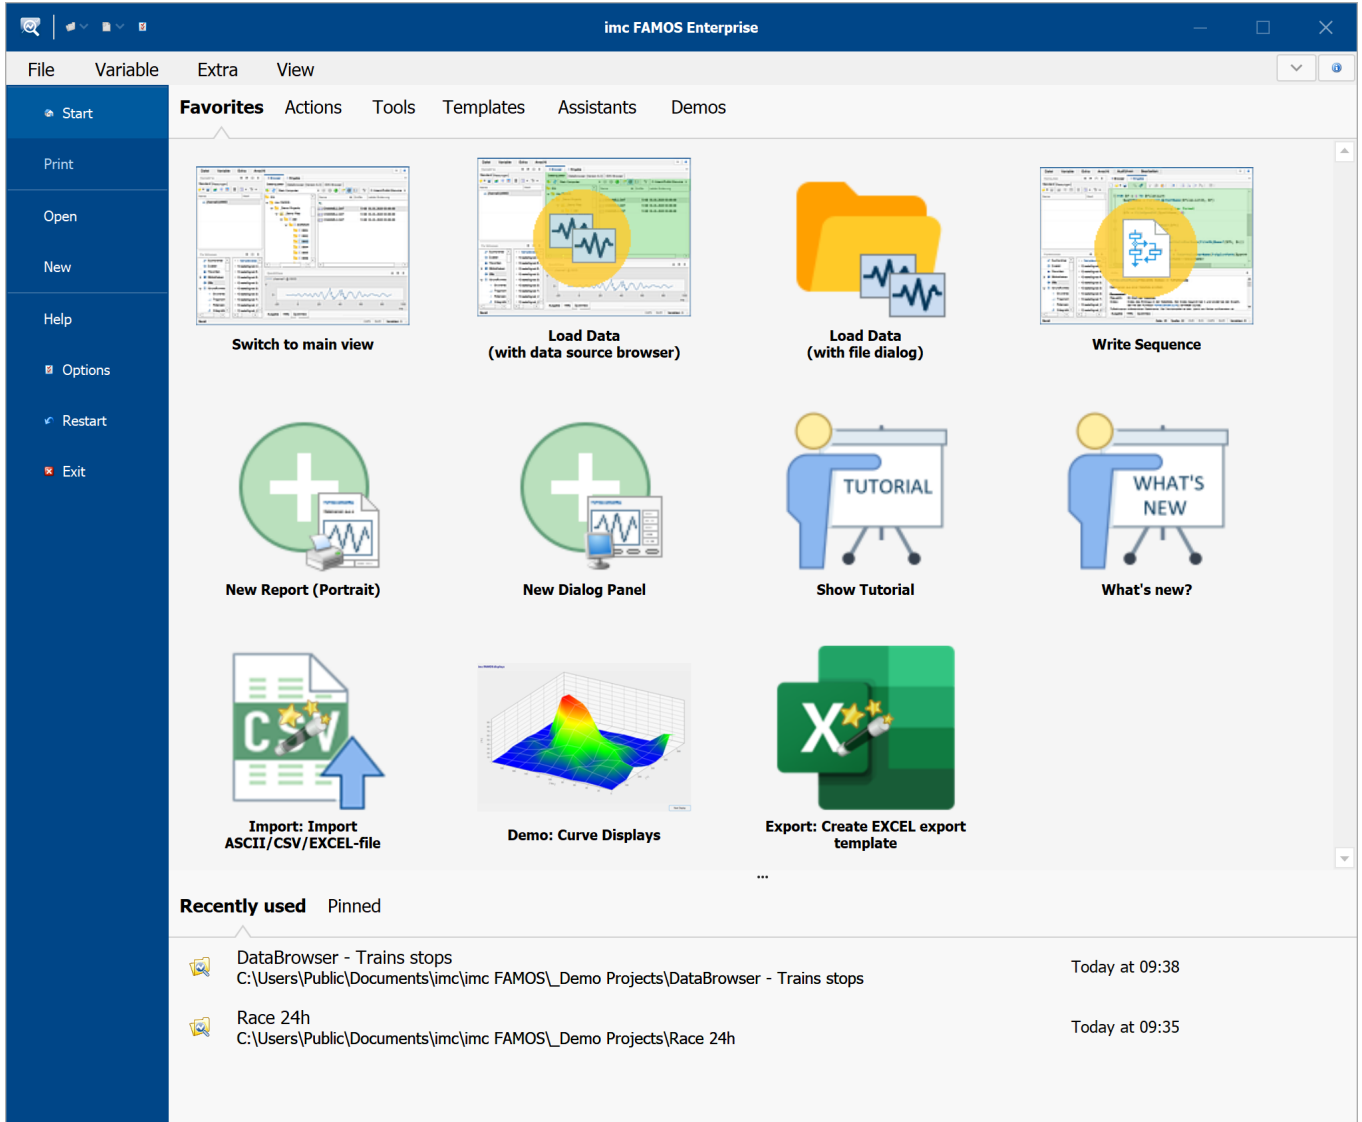 imc FAMOS Enterprise
File Variable Extra View
Start
Print
Open
New
Help
Options
Restart
Exit
Favorites Actions Tools Templates Assistants Demos
Switch to main view
Load Data
(with data source browser)
Load Data
(with file dialog)
Write Sequence
TUTORIAL
WHAT'S
NEW
New Report (Portrait)
New Dialog Panel
Show Tutorial
What's new?
CSV
X
Import: Import
ASCII/CSV/EXCEL-file
Demo: Curve Displays
Export: Create EXCEL export
template
...
Recently used Pinned
DataBrowser - Trains stops
C:\Users\Public\Documents\imc\imc FAMOS\_Demo Projects\DataBrowser - Trains stops
Today at 09:38
Race 24h
C:\Users\Public\Documents\imc\imc FAMOS\_Demo Projects\Race 24h
Today at 09:35